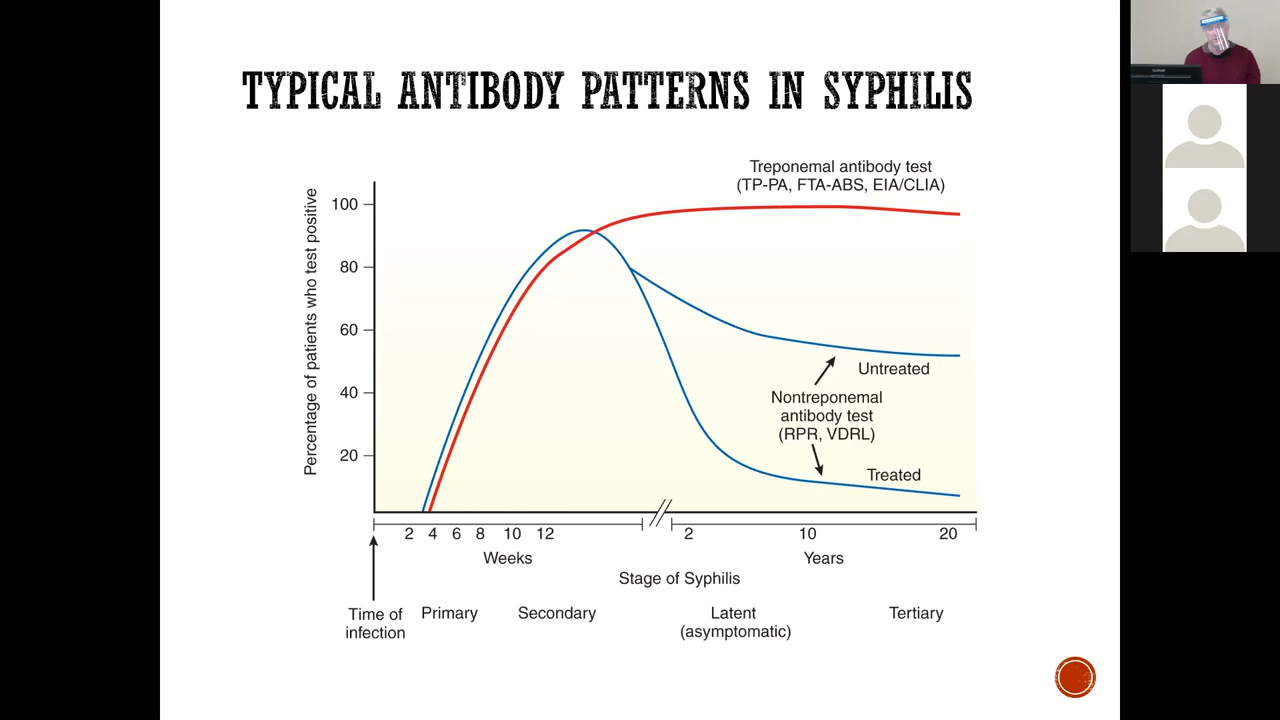 TYPICAL ANTIBODY PATTERNS IN SYPHILIS
Treponemal antibody test
(TP-PA, FTA-ABS, EIA/CLIA)
Percentage of patients who test positive
100
80
60
40
20
Untreated
Nontreponemal
antibody test
(RPR, VDRL)
Treated
2 4 6 8 10 12
2 10 20
Weeks
Years
Stage of Syphilis
Time of
infection
Primary
Secondary
Latent
(asymptomatic)
Tertiary